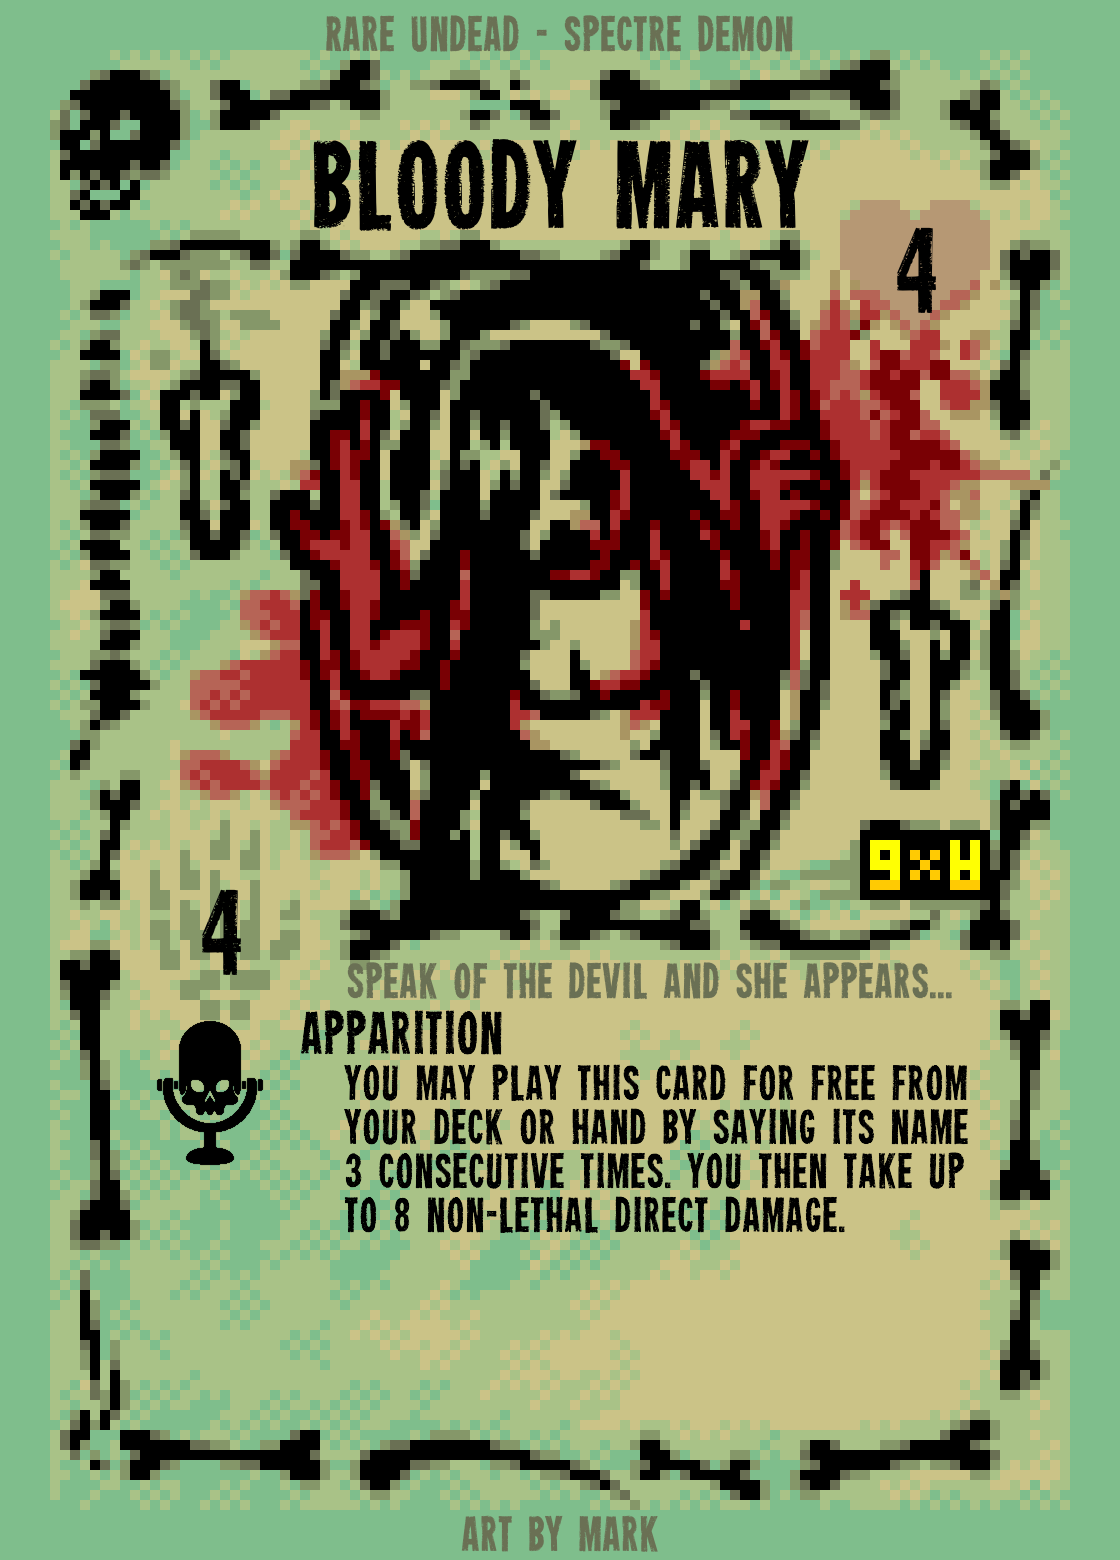 RARE UNDEAD - SPECTRE DEMON
BLOODY MARY
4
4
SPEAK OF THE DEVIL AND SHE APPEARS...
APPARITION
YOU MAY PLAY THIS CARD FOR FREE FROM
YOUR DECK OR HAND BY SAYING ITS NAME
3 CONSECUTIVE TIMES. YOU THEN TAKE UP
TO 8 NON-LETHAL DIRECT DAMAGE.
ART BY MARK